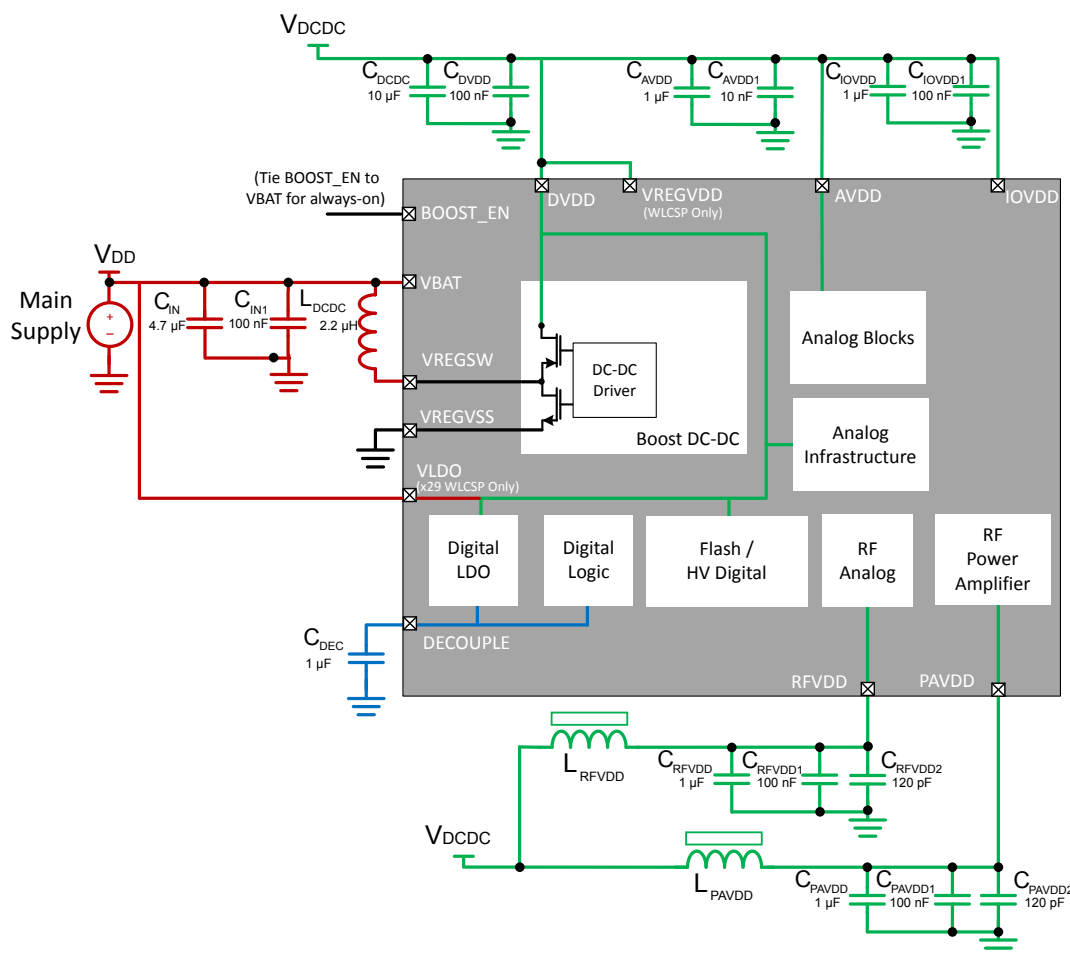 VDCDC
CDCDC
10 µF
CDVDD
100 nF
CAVDD
1 µF
CAVDD1
10 nF
CIOVDD
1 µF
CIOVDD1
100 nF
(Tie BOOST_EN to
VBAT for always-on)
DVDD
VREGVDD
(WLCSP Only)
AVDD
IOVDD
BOOST_EN
VDD
Main
Supply
CIN
4.7 µF
CIN1
100 nF
LDCDC
2.2 µH
VBAT
VREGSW
VREGVSS
DC-DC
Driver
Boost DC-DC
Analog Blocks
Analog
Infrastructure
VLDO
(x29 WLCSP Only)
Digital
LDO
Digital
Logic
Flash /
HV Digital
RF
Analog
RF
Power
Amplifier
CDEC
1 µF
DECOUPLE
RFVDD
PAVDD
LRFVDD
CRFVDD
1 µF
CRFVDD1
100 nF
CRFVDD2
120 pF
VDCDC
LPAVDD
CPAVDD
1 µF
CPAVDD1
100 nF
CPAVDD2
120 pF